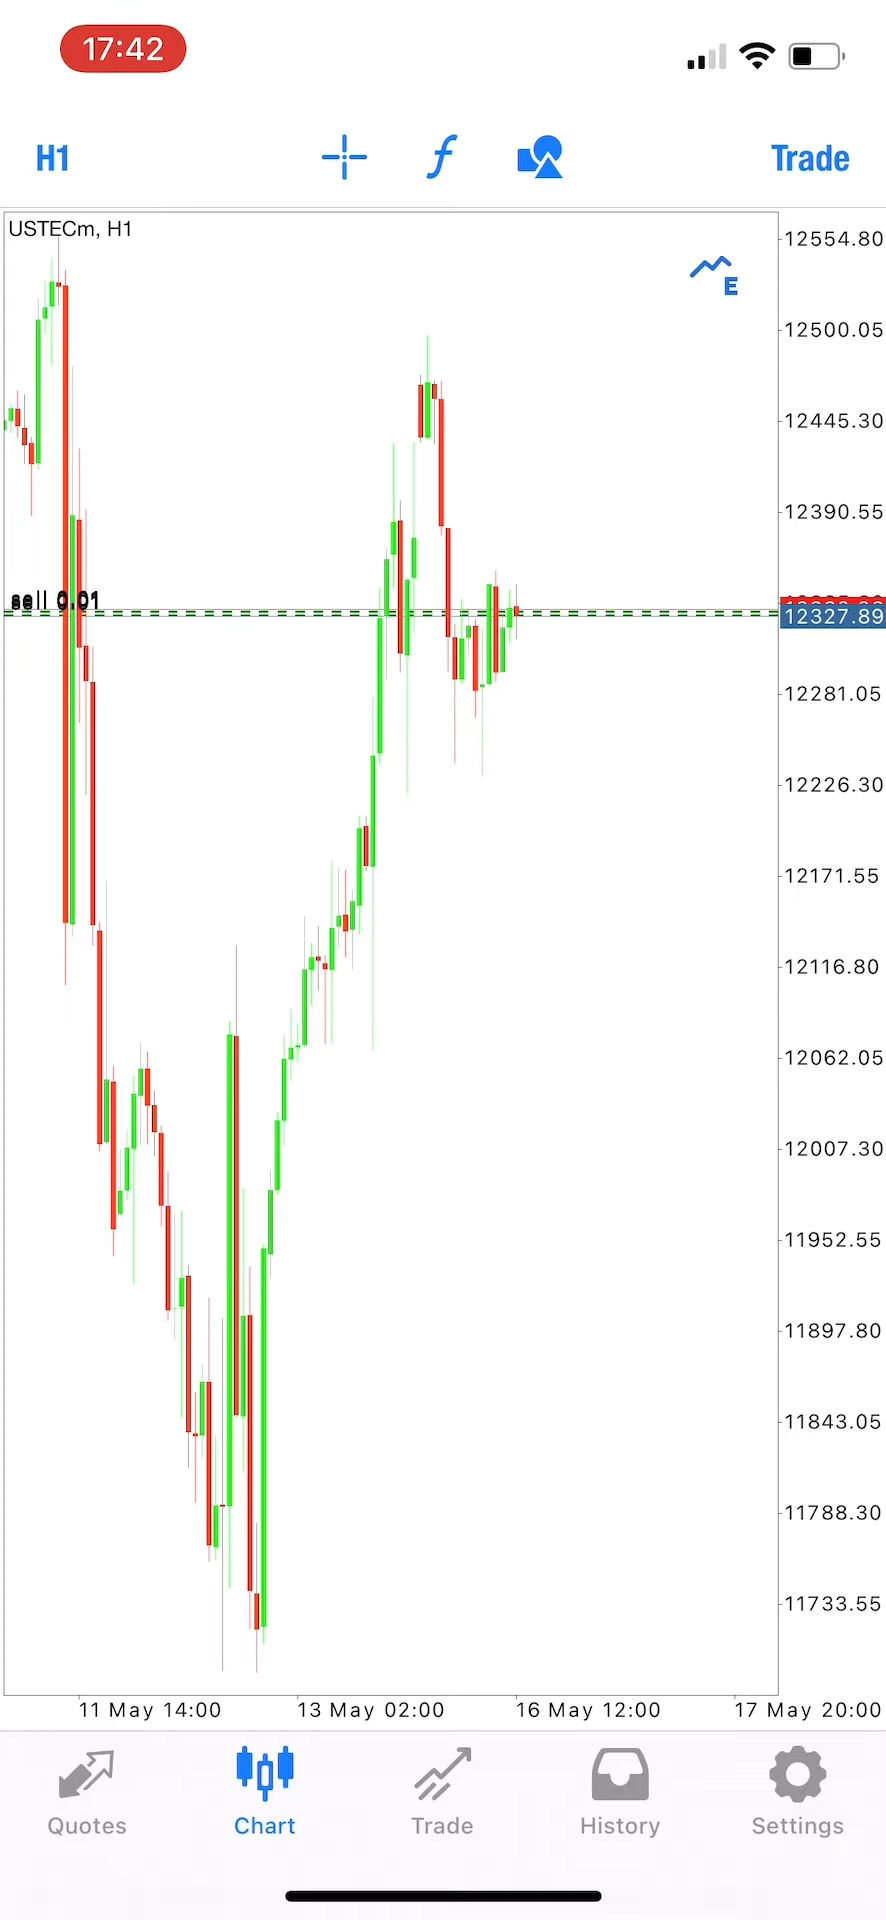 17:42
H1
f
Trade
USTECm, H1
E
12554.80
12500.05
12445.30
12390.55
sell 0.01
12327.89
12281.05
12226.30
12171.55
12116.80
12062.05
12007.30
11952.55
11897.80
11843.05
11788.30
11733.55
11 May 14:00
13 May 02:00
16 May 12:00
17 May 20:00
Quotes
Chart
Trade
History
Settings